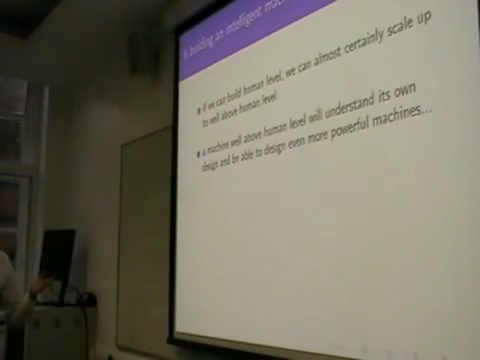 Is building an intelligent
if we can build human level, we can almost certainly scale up
to well above human level
a machine well above human level will understand its own
design and be able to design even more powerful machines...